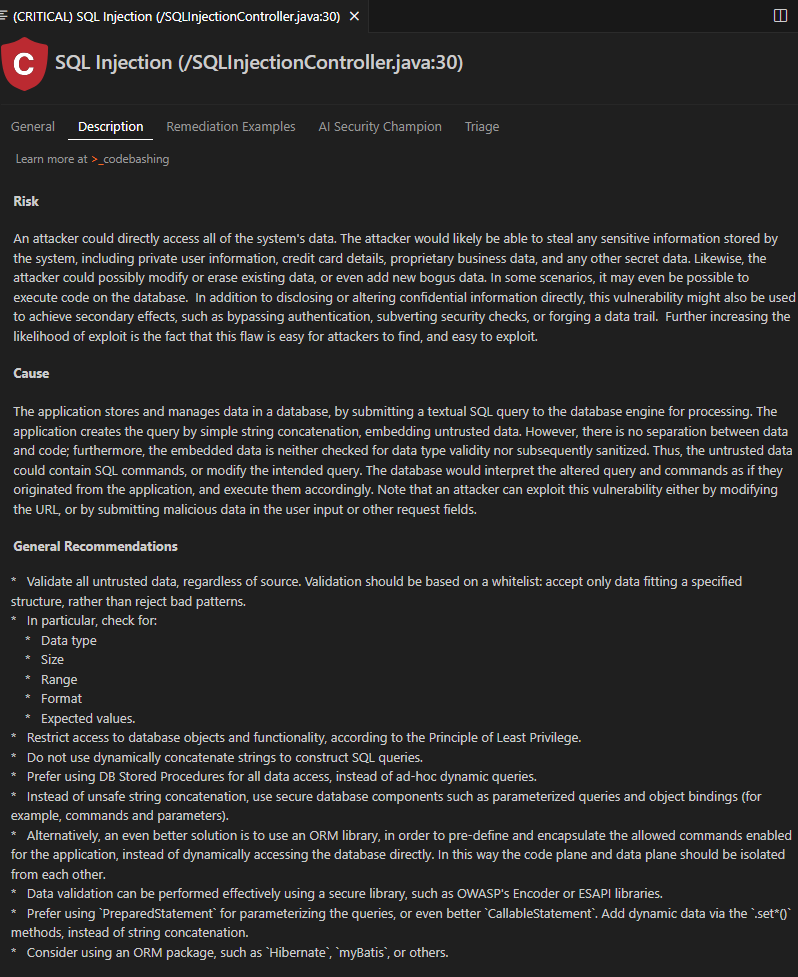 (CRITICAL) SQL Injection (/SQLInjectionController.java:30) ×
C
SQL Injection (/SQLInjectionController.java:30)
General Description Remediation Examples AI Security Champion Triage
Learn more at >_codebashing
Risk
An attacker could directly access all of the system's data. The attacker would likely be able to steal any sensitive information stored by
the system, including private user information, credit card details, proprietary business data, and any other secret data. Likewise, the
attacker could possibly modify or erase existing data, or even add new bogus data. In some scenarios, it may even be possible to
execute code on the database.  In addition to disclosing or altering confidential information directly, this vulnerability might also be used
to achieve secondary effects, such as bypassing authentication, subverting security checks, or forging a data trail.  Further increasing the
likelihood of exploit is the fact that this flaw is easy for attackers to find, and easy to exploit.
Cause
The application stores and manages data in a database, by submitting a textual SQL query to the database engine for processing. The
application creates the query by simple string concatenation, embedding untrusted data. However, there is no separation between data
and code; furthermore, the embedded data is neither checked for data type validity nor subsequently sanitized. Thus, the untrusted data
could contain SQL commands, or modify the intended query. The database would interpret the altered query and commands as if they
originated from the application, and execute them accordingly. Note that an attacker can exploit this vulnerability either by modifying
the URL, or by submitting malicious data in the user input or other request fields.
General Recommendations
* Validate all untrusted data, regardless of source. Validation should be based on a whitelist: accept only data fitting a specified
structure, rather than reject bad patterns.
* In particular, check for:
* Data type
* Size
* Range
* Format
* Expected values.
* Restrict access to database objects and functionality, according to the Principle of Least Privilege.
* Do not use dynamically concatenate strings to construct SQL queries.
* Prefer using DB Stored Procedures for all data access, instead of ad-hoc dynamic queries.
* Instead of unsafe string concatenation, use secure database components such as parameterized queries and object bindings (for
example, commands and parameters).
* Alternatively, an even better solution is to use an ORM library, in order to pre-define and encapsulate the allowed commands enabled
for the application, instead of dynamically accessing the database directly. In this way the code plane and data plane should be isolated
from each other.
* Data validation can be performed effectively using a secure library, such as OWASP's Encoder or ESAPI libraries.
* Prefer using `PreparedStatement` for parameterizing the queries, or even better `CallableStatement`. Add dynamic data via the `.set*()`
methods, instead of string concatenation.
* Consider using an ORM package, such as `Hibernate`, `myBatis`, or others.